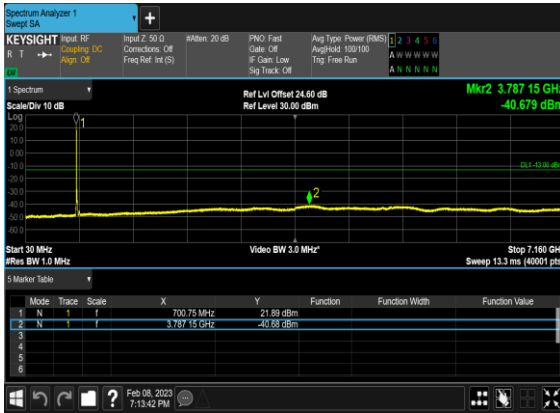 Spectrum Analyzer 1
Swept SA
+
KEYSIGHT Input: RF Input Z: 50 Ω #Atten: 20 dB PNO: Fast Avg Type: Power (RMS) 1 2 3 4 5 6
R T Coupling: DC Corrections: Off Gate: Off Avg|Hold: 100/100 A W W W W W
Align: Off Freq Ref: Int (S) IF Gain: Low Trig: Free Run
Sig Track: Off A N N N N N
1 Spectrum Ref Lvl Offset 24.60 dB Mkr2 3.787 15 GHz
Scale/Div 10 dB Ref Level 30.00 dBm -40.679 dBm
Log
20.0
10.0
0.00
-10.0
-20.0
-30.0
-40.0
-50.0
-60.0
1
DL1 -13.00 dBm
2
Start 30 MHz Video BW 3.0 MHz* Stop 7.160 GHz
#Res BW 1.0 MHz Sweep 13.3 ms (40001 pts)
5 Marker Table
Mode Trace Scale X Y Function Function Width Function Value
1 N 1 f 700.75 MHz 21.89 dBm
2 N 1 f 3.787 15 GHz -40.68 dBm
3
4
5
6
? Feb 08, 2023
7:13:42 PM